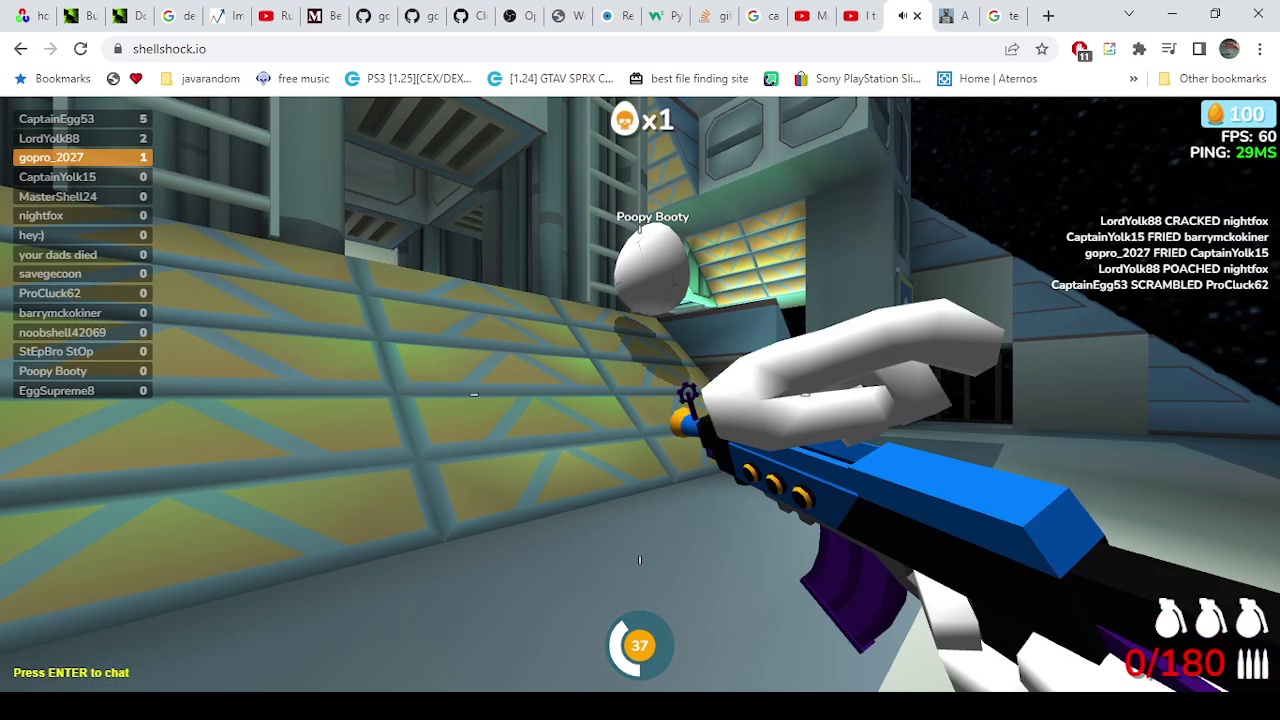 hc
Bu
Dc
de
Im
Ru
Be
gc
gc
Cli
Op
W
Re
Py
git
ca
M
I t
A
te
shellshock.io
11
Bookmarks
javarandom
free music
PS3 [1.25][CEX/DEX...
[1.24] GTAV SPRX C...
best file finding site
Sony PlayStation Sli...
Home | Aternos
»
Other bookmarks
CaptainEgg53 5
LordYolk88 2
gopro_2027 1
CaptainYolk15 0
MasterShell24 0
nightfox 0
hey:) 0
your dads died 0
savegecoon 0
ProCluck62 0
barrymckokiner 0
noobshell42069 0
StEpBro StOp 0
Poopy Booty 0
EggSupreme8 0
x1
100
FPS: 60
PING: 29MS
Poopy Booty
LordYolk88 CRACKED nightfox
CaptainYolk15 FRIED barrymckokiner
gopro_2027 FRIED CaptainYolk15
LordYolk88 POACHED nightfox
CaptainEgg53 SCRAMBLED ProCluck62
37
Press ENTER to chat
0/180